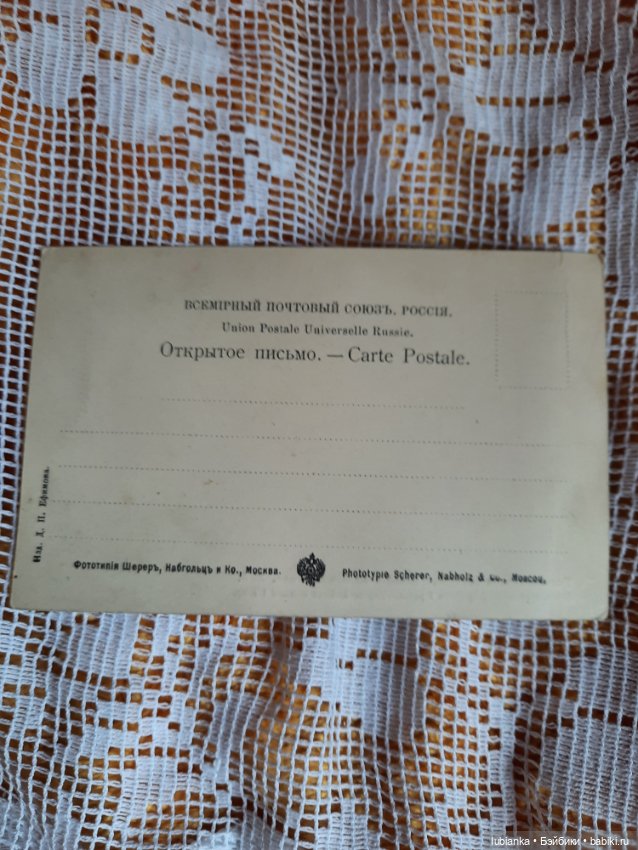 ВСЕМІРНЫЙ ПОЧТОВЫЙ СОЮЗЪ. РОССІЯ.
Union Postale Universelle Russie.
Открытое письмо. — Carte Postale.
Изд. Д. П. Ефимова.
Фототипія Шереръ, Набгольцъ и Ко., Москва.
Phototypie Scherer, Nabholz & Co., Moscou.
lubianka • Бэйбики • babiki.ru